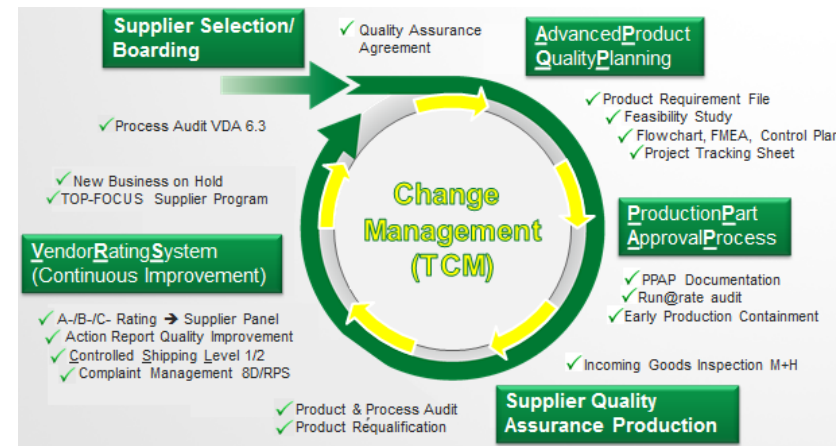 Supplier Selection/
Boarding
✓ Quality Assurance
Agreement
AdvancedProduct
QualityPlanning
✓ Product Requirement File
✓ Feasibility Study
✓ Flowchart, FMEA, Control Plan
✓ Project Tracking Sheet
✓ Process Audit VDA 6.3
✓ New Business on Hold
✓ TOP-FOCUS Supplier Program
Change
Management
(TCM)
ProductionPart
ApprovalProcess
✓ PPAP Documentation
✓ Run@rate audit
✓ Early Production Containment
VendorRatingSystem
(Continuous Improvement)
✓ A-/B-/C- Rating ➔ Supplier Panel
✓ Action Report Quality Improvement
✓ Controlled Shipping Level 1/2
✓ Complaint Management 8D/RPS
✓ Incoming Goods Inspection M+H
Supplier Quality
Assurance Production
✓ Product & Process Audit
✓ Product Requalification